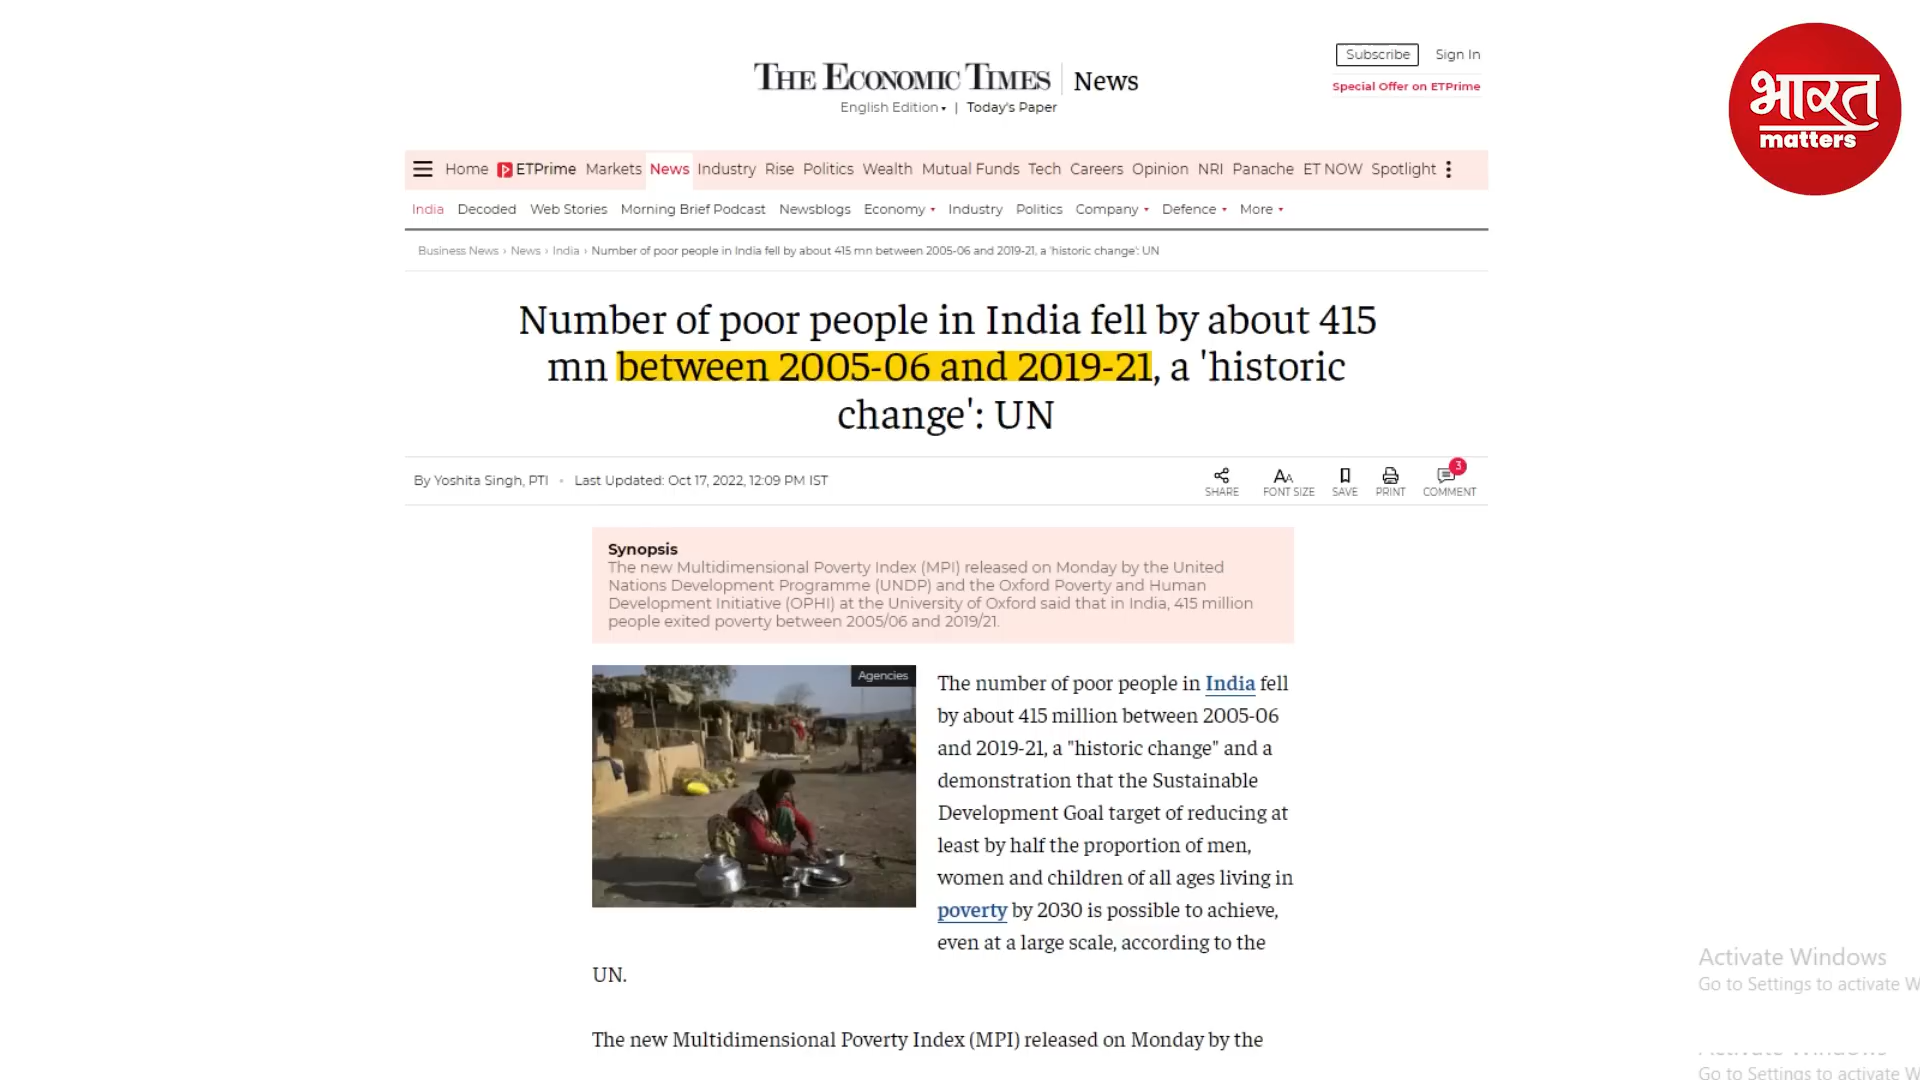 Subscribe Sign In
THE ECONOMIC TIMES News
Special Offer on ETPrime
English Edition | Today's Paper
भारत
matters
Home ETPrime Markets News Industry Rise Politics Wealth Mutual Funds Tech Careers Opinion NRI Panache ET NOW Spotlight
India Decoded Web Stories Morning Brief Podcast Newsblogs Economy Industry Politics Company Defence More
Business News › News › India › Number of poor people in India fell by about 415 mn between 2005-06 and 2019-21, a 'historic change': UN
Number of poor people in India fell by about 415
mn between 2005-06 and 2019-21, a 'historic
change': UN
By Yoshita Singh, PTI • Last Updated: Oct 17, 2022, 12:09 PM IST
3
SHARE FONT SIZE SAVE PRINT COMMENT
Synopsis
The new Multidimensional Poverty Index (MPI) released on Monday by the United
Nations Development Programme (UNDP) and the Oxford Poverty and Human
Development Initiative (OPHI) at the University of Oxford said that in India, 415 million
people exited poverty between 2005/06 and 2019/21.
Agencies
The number of poor people in India fell
by about 415 million between 2005-06
and 2019-21, a "historic change" and a
demonstration that the Sustainable
Development Goal target of reducing at
least by half the proportion of men,
women and children of all ages living in
poverty by 2030 is possible to achieve,
even at a large scale, according to the
UN.
The new Multidimensional Poverty Index (MPI) released on Monday by the
Activate Windows
Go to Settings to activate W
Go to Settings to activate W